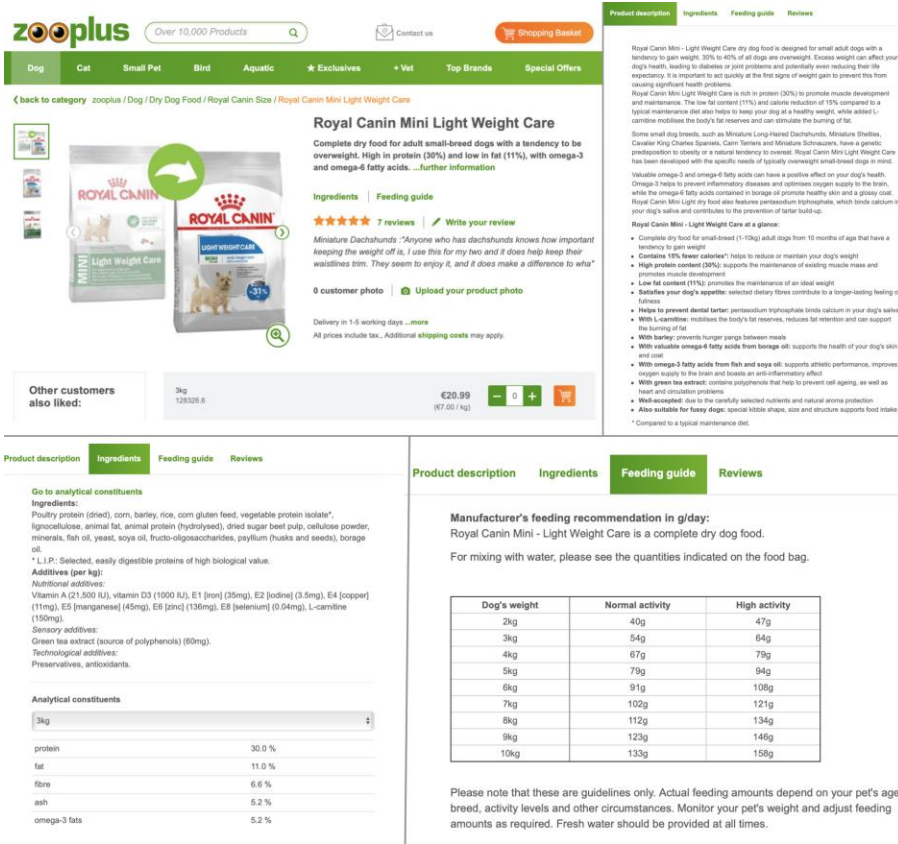 zooplus
Over 10,000 Products
Contact us
Shopping Basket
Dog Cat Small Pet Bird Aquatic ★ Exclusives + Vet Top Brands Special Offers
❮ back to category zooplus / Dog / Dry Dog Food / Royal Canin Size / Royal Canin Mini Light Weight Care
ROYAL CANIN
MINI
Light Weight Care
ROYAL CANIN
LIGHT WEIGHT CARE
MINI
-31%
Royal Canin Mini Light Weight Care
Complete dry food for adult small-breed dogs with a tendency to be
overweight. High in protein (30%) and low in fat (11%), with omega-3
and omega-6 fatty acids. ...further information
Ingredients Feeding guide
7 reviews Write your review
Miniature Dachshunds :"Anyone who has dachshunds knows how important
keeping the weight off is, I use this for my two and it does help keep their
waistlines trim. They seem to enjoy it, and it does make a difference to wha"
0 customer photo Upload your product photo
Delivery in 1-5 working days ...more
All prices include tax., Additional shipping costs may apply.
Other customers
also liked:
3kg
128326.6
€20.99
(€7.00 / kg)
− 0 +
Product description Ingredients Feeding guide Reviews
Royal Canin Mini - Light Weight Care dry dog food is designed for small adult dogs with a
tendency to gain weight. 30% to 40% of all dogs are overweight. Excess weight can affect your
dog's health, leading to diabetes or joint problems and potentially even reducing their life
expectancy. It is important to act quickly at the first signs of weight gain to prevent this from
causing significant health problems.
Royal Canin Mini Light Weight Care is rich in protein (30%) to promote muscle development
and maintenance. The low fat content (11%) and calorie reduction of 15% compared to a
typical maintenance diet also helps to keep your dog at a healthy weight, while added L-
carnitine mobilises the body's fat reserves and can stimulate the burning of fat.
Some small dog breeds, such as Miniature Long-Haired Dachshunds, Miniature Shelties,
Cavalier King Charles Spaniels, Cairn Terriers and Miniature Schnauzers, have a genetic
predisposition to obesity or a natural tendency to overeat. Royal Canin Mini Light Weight Care
has been developed with the specific needs of typically overweight small-breed dogs in mind.
Valuable omega-3 and omega-6 fatty acids can have a positive effect on your dog's health.
Omega-3 helps to prevent inflammatory diseases and optimises oxygen supply to the brain,
while the omega-6 fatty acids contained in borage oil promote healthy skin and a glossy coat.
Royal Canin Mini Light dry food also features pentasodium triphosphate, which binds calcium in
your dog's saliva and contributes to the prevention of tartar build-up.
Royal Canin Mini - Light Weight Care at a glance:
• Complete dry food for small-breed (1-10kg) adult dogs from 10 months of age that have a
tendency to gain weight
• Contains 15% fewer calories*: helps to reduce or maintain your dog's weight
• High protein content (30%): supports the maintenance of existing muscle mass and
promotes muscle development
• Low fat content (11%): promotes the maintenance of an ideal weight
• Satisfies your dog's appetite: selected dietary fibres contribute to a longer-lasting feeling o
fullness
• Helps to prevent dental tartar: pentasodium triphosphate binds calcium in your dog's saliva
• With L-carnitine: mobilises the body's fat reserves, reduces fat retention and can support
the burning of fat
• With barley: prevents hunger pangs between meals
• With valuable omega-6 fatty acids from borage oil: supports the health of your dog's skin
and coat
• With omega-3 fatty acids from fish and soya oil: supports athletic performance, improves
oxygen supply to the brain and boasts an anti-inflammatory effect
• With green tea extract: contains polyphenols that help to prevent cell ageing, as well as
heart and circulation problems
• Well-accepted: due to the carefully selected nutrients and natural aroma protection
• Also suitable for fussy dogs: special kibble shape, size and structure supports food intake
* Compared to a typical maintenance diet.
Product description Ingredients Feeding guide Reviews
Go to analytical constituents
Ingredients:
Poultry protein (dried), corn, barley, rice, corn gluten feed, vegetable protein isolate*,
lignocellulose, animal fat, animal protein (hydrolysed), dried sugar beet pulp, cellulose powder,
minerals, fish oil, yeast, soya oil, fructo-oligosaccharides, psyllium (husks and seeds), borage
oil.
* L.I.P.: Selected, easily digestible proteins of high biological value.
Additives (per kg):
Nutritional additives:
Vitamin A (21,500 IU), vitamin D3 (1000 IU), E1 [iron] (35mg), E2 [iodine] (3.5mg), E4 [copper]
(11mg), E5 [manganese] (45mg), E6 [zinc] (136mg), E8 [selenium] (0.04mg), L-carnitine
(150mg).
Sensory additives:
Green tea extract (source of polyphenols) (60mg).
Technological additives:
Preservatives, antioxidants.
Analytical constituents
3kg
protein 30.0 %
fat 11.0 %
fibre 6.6 %
ash 5.2 %
omega-3 fats 5.2 %
Product description Ingredients Feeding guide Reviews
Manufacturer's feeding recommendation in g/day:
Royal Canin Mini - Light Weight Care is a complete dry dog food.
For mixing with water, please see the quantities indicated on the food bag.
Dog's weight Normal activity High activity
2kg 40g 47g
3kg 54g 64g
4kg 67g 79g
5kg 79g 94g
6kg 91g 108g
7kg 102g 121g
8kg 112g 134g
9kg 123g 146g
10kg 133g 158g
Please note that these are guidelines only. Actual feeding amounts depend on your pet's age
breed, activity levels and other circumstances. Monitor your pet's weight and adjust feeding
amounts as required. Fresh water should be provided at all times.